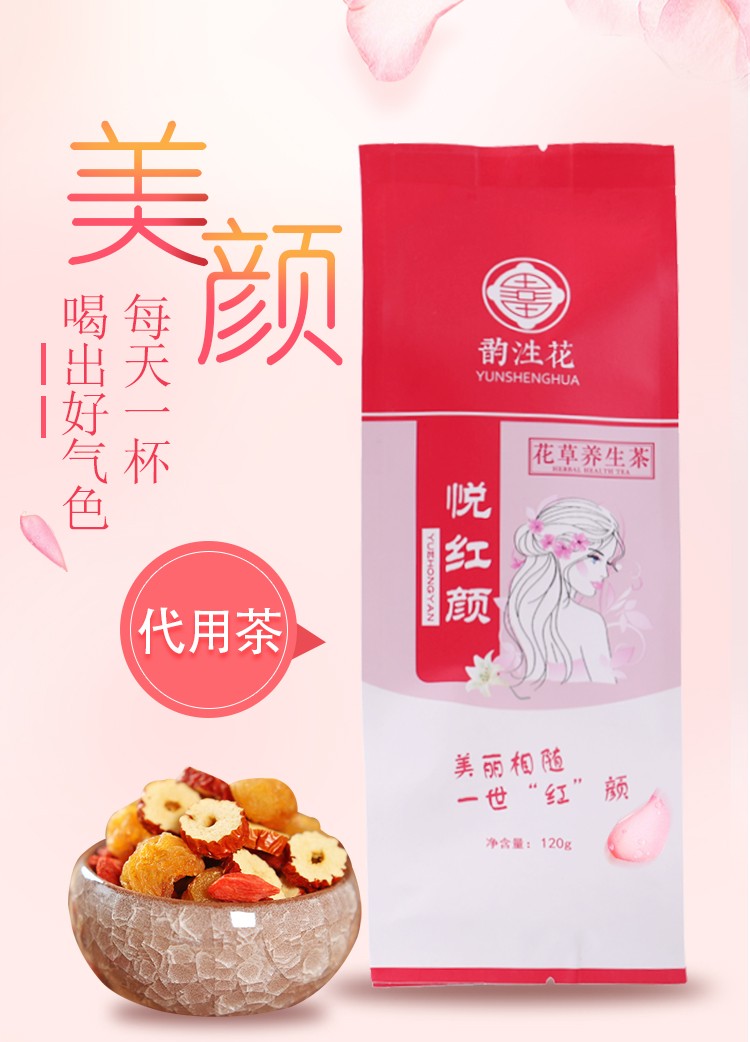 美颜
每天一杯
喝出好气色
代用茶
韵泩花
YUNSHENGHUA
花草养生茶
HERBAL HEALTH TEA
悦红颜
YUEHONGYAN
美丽相随
一世“红”颜
净含量：120g